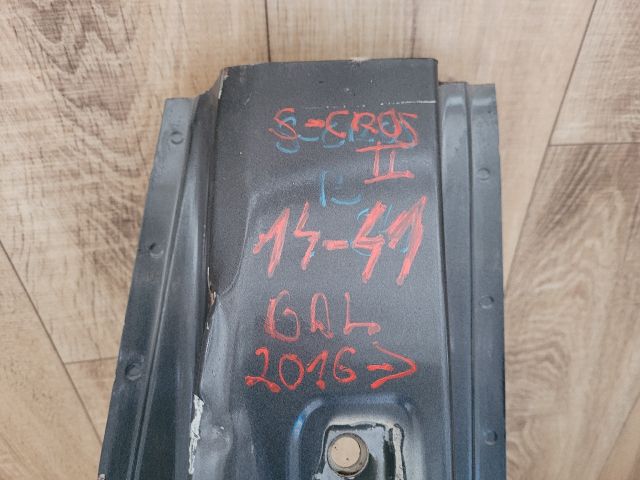 S-CROS
II
14-41
GAL
2016->